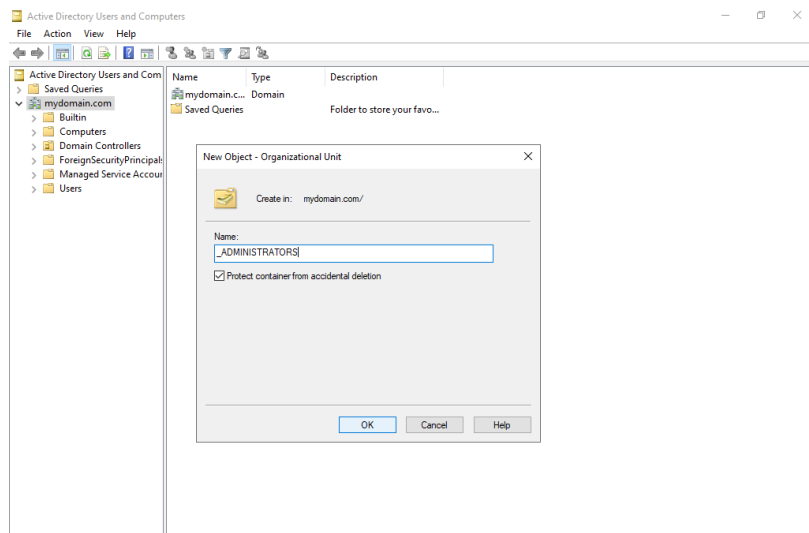 Active Directory Users and Computers
File Action View Help
Active Directory Users and Com
Saved Queries
mydomain.com
Builtin
Computers
Domain Controllers
ForeignSecurityPrincipals
Managed Service Accour
Users
Name Type Description
mydomain.c... Domain
Saved Queries Folder to store your favo...
New Object - Organizational Unit
Create in: mydomain.com/
Name:
_ADMINISTRATORS
Protect container from accidental deletion
OK Cancel Help